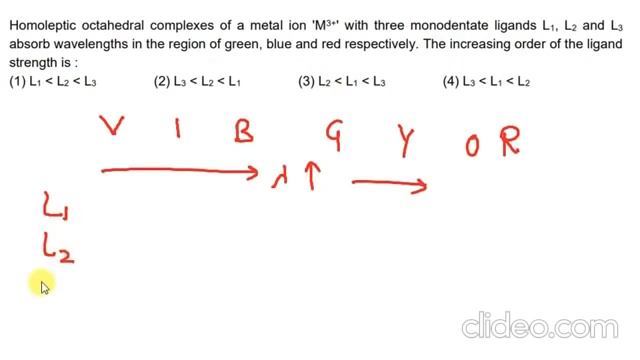 Homoleptic octahedral complexes of a metal ion 'M³⁺' with three monodentate ligands L₁, L₂ and L₃
absorb wavelengths in the region of green, blue and red respectively. The increasing order of the ligand
strength is :
(1) L₁ < L₂ < L₃ (2) L₃ < L₂ < L₁ (3) L₂ < L₁ < L₃ (4) L₃ < L₁ < L₂
V I B G Y O R
→ λ ↑ →
L₁
L₂
clideo.com